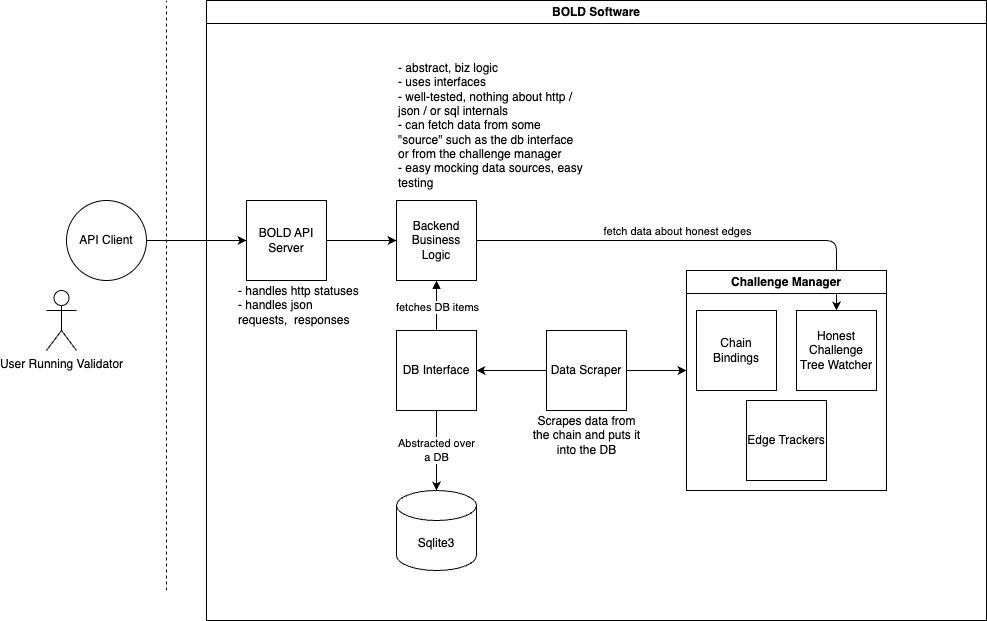 BOLD Software
- abstract, biz logic
- uses interfaces
- well-tested, nothing about http /
json / or sql internals
- can fetch data from some
"source" such as the db interface
or from the challenge manager
- easy mocking data sources, easy
testing
API Client
BOLD API
Server
Backend
Business
Logic
fetch data about honest edges
- handles http statuses
- handles json
requests,  responses
User Running Validator
fetches DB items
Challenge Manager
Chain
Bindings
Honest
Challenge
Tree Watcher
DB Interface
Data Scraper
Scrapes data from
the chain and puts it
into the DB
Edge Trackers
Abstracted over
a DB
Sqlite3